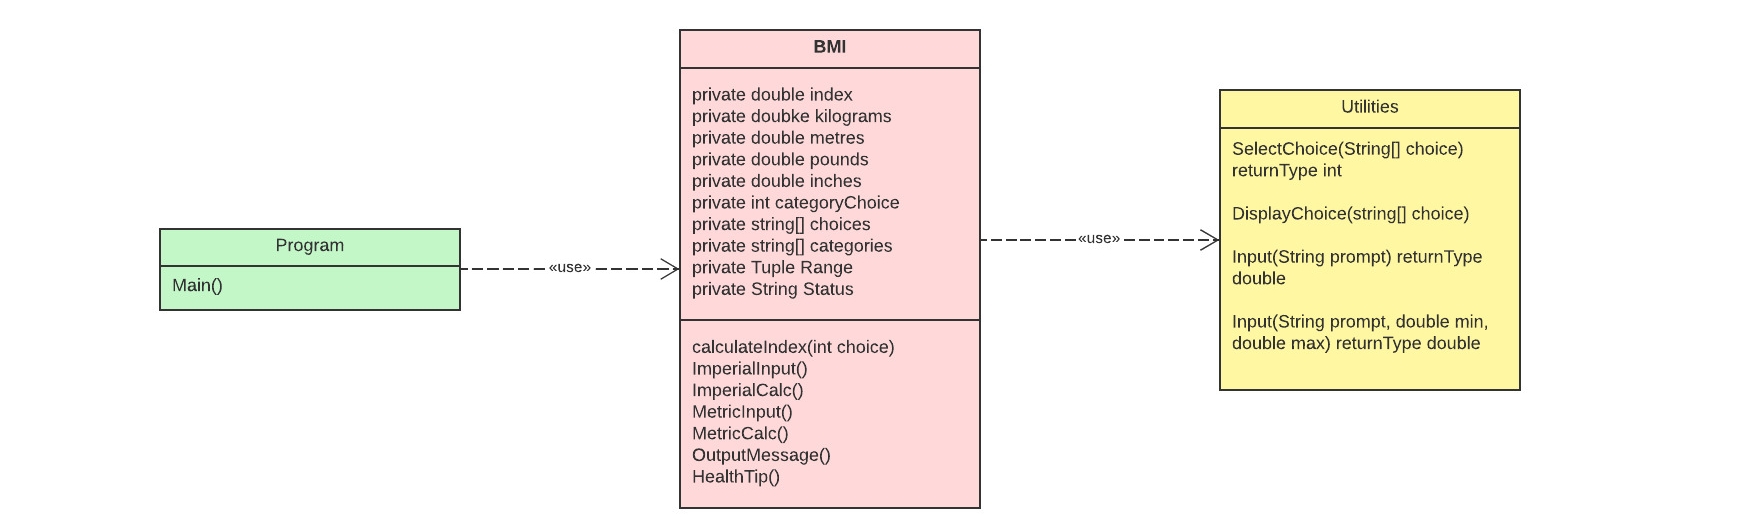 Program
Main()
«use»
BMI
private double index
private doubke kilograms
private double metres
private double pounds
private double inches
private int categoryChoice
private string[] choices
private string[] categories
private Tuple Range
private String Status
calculateIndex(int choice)
ImperialInput()
ImperialCalc()
MetricInput()
MetricCalc()
OutputMessage()
HealthTip()
«use»
Utilities
SelectChoice(String[] choice)
returnType int
DisplayChoice(string[] choice)
Input(String prompt) returnType
double
Input(String prompt, double min,
double max) returnType double